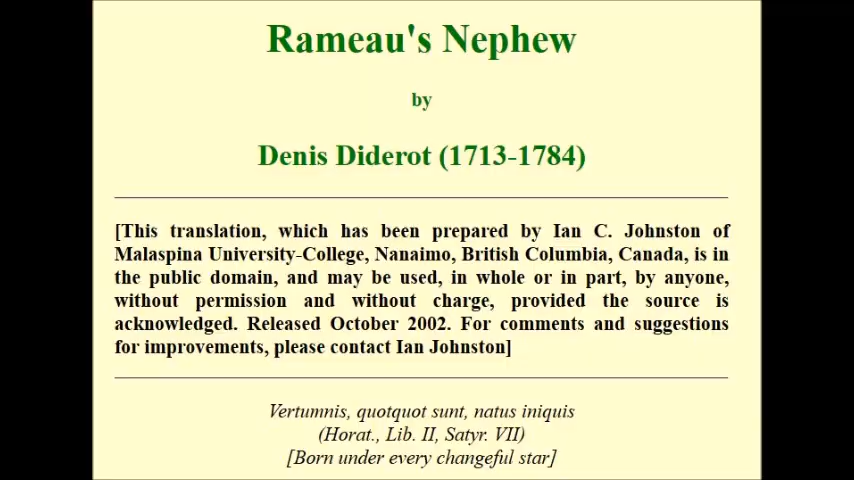 Rameau's Nephew
by
Denis Diderot (1713-1784)
[This translation, which has been prepared by Ian C. Johnston of
Malaspina University-College, Nanaimo, British Columbia, Canada, is in
the public domain, and may be used, in whole or in part, by anyone,
without permission and without charge, provided the source is
acknowledged. Released October 2002. For comments and suggestions
for improvements, please contact Ian Johnston]
Vertumnis, quotquot sunt, natus iniquis
(Horat., Lib. II, Satyr. VII)
[Born under every changeful star]